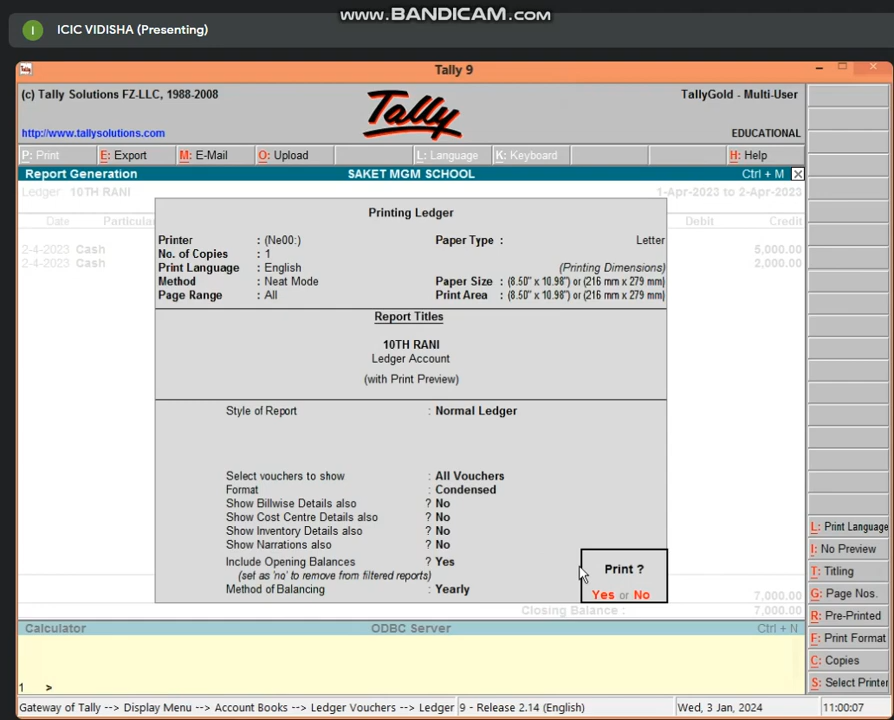 www.BANDICAM.com
I ICIC VIDISHA (Presenting)
Tally Tally 9
(c) Tally Solutions FZ-LLC, 1988-2008 Tally TallyGold - Multi-User
http://www.tallysolutions.com EDUCATIONAL
P: Print E: Export M: E-Mail O: Upload L: Language K: Keyboard H: Help
Report Generation SAKET MGM SCHOOL Ctrl + M X
Ledger: 10TH RANI 1-Apr-2023 to 2-Apr-2023
Date Particula Debit Credit
2-4-2023 Cash 5,000.00
2-4-2023 Cash 2,000.00
Printing Ledger
Printer : (Ne00:) Paper Type : Letter
No. of Copies : 1
Print Language : English (Printing Dimensions)
Method : Neat Mode Paper Size : (8.50" x 10.98") or (216 mm x 279 mm)
Page Range : All Print Area : (8.50" x 10.98") or (216 mm x 279 mm)
Report Titles
10TH RANI
Ledger Account
(with Print Preview)
Style of Report : Normal Ledger
Select vouchers to show : All Vouchers
Format : Condensed
Show Billwise Details also ? No
Show Cost Centre Details also ? No
Show Inventory Details also ? No
Show Narrations also ? No
Include Opening Balances ? Yes
(set as 'no' to remove from filtered reports)
Method of Balancing : Yearly
Print ?
Yes or No
7,000.00
Closing Balance : 7,000.00
L: Print Language
I: No Preview
T: Titling
G: Page Nos.
R: Pre-Printed
F: Print Format
C: Copies
S: Select Printer
Calculator ODBC Server Ctrl + N
1 >
Gateway of Tally --> Display Menu --> Account Books --> Ledger Vouchers --> Ledger 9 - Release 2.14 (English) Wed, 3 Jan, 2024 11:00:07